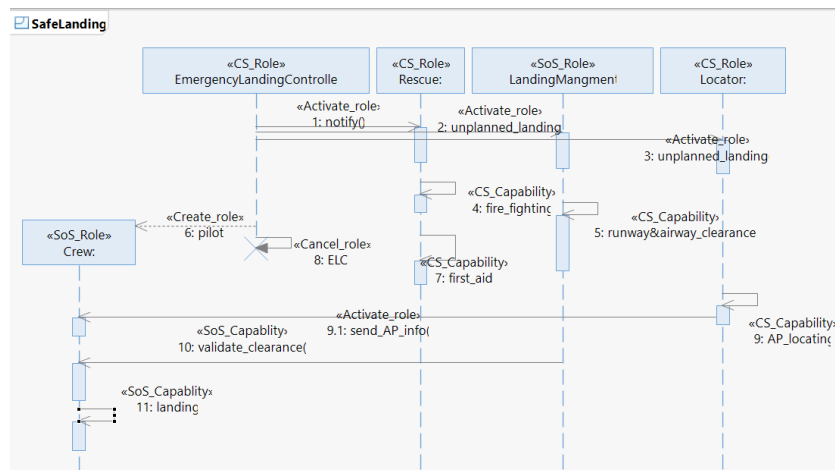 SafeLanding
«CS_Role»
EmergencyLandingControlle
«CS_Role»
Rescue:
«SoS_Role»
LandingMangment
«CS_Role»
Locator:
«Activate_role»
1: notify()
«Activate_role»
2: unplanned_landing
«Activate_role»
3: unplanned_landing
«CS_Capability»
4: fire_fighting
«CS_Capability»
5: runway&airway_clearance
«Create_role»
6: pilot
«SoS_Role»
Crew:
«Cancel_role»
8: ELC
«CS_Capability»
7: first_aid
«Activate_role»
9.1: send_AP_info(
«CS_Capability»
9: AP_locating
«SoS_Capablity»
10: validate_clearance(
«SoS_Capablity»
11: landing